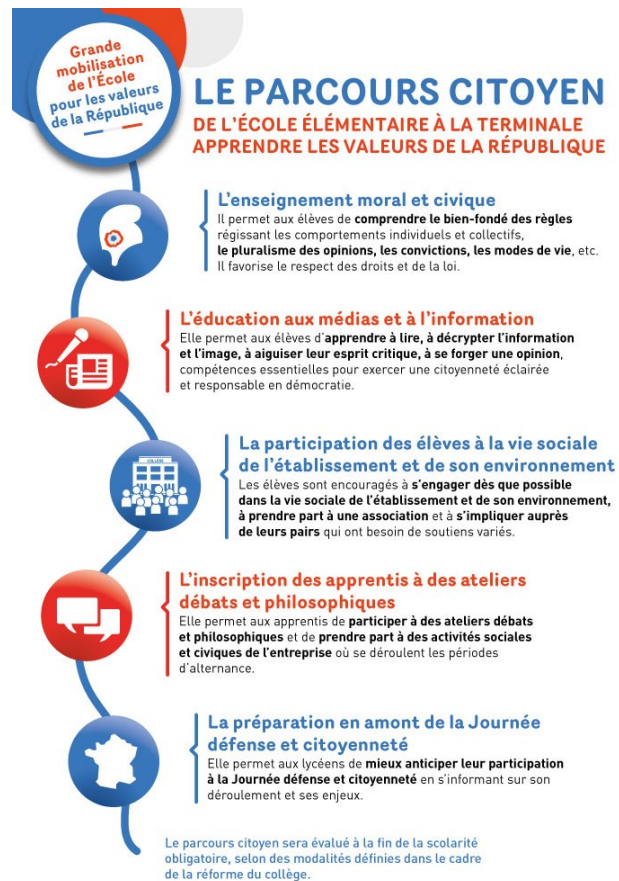 Grande
mobilisation
de l'École
pour les valeurs
de la République
LE PARCOURS CITOYEN
DE L'ÉCOLE ÉLÉMENTAIRE À LA TERMINALE
APPRENDRE LES VALEURS DE LA RÉPUBLIQUE
L'enseignement moral et civique
Il permet aux élèves de comprendre le bien-fondé des règles
régissant les comportements individuels et collectifs,
le pluralisme des opinions, les convictions, les modes de vie, etc.
Il favorise le respect des droits et de la loi.
L'éducation aux médias et à l'information
Elle permet aux élèves d'apprendre à lire, à décrypter l'information
et l'image, à aiguiser leur esprit critique, à se forger une opinion,
compétences essentielles pour exercer une citoyenneté éclairée
et responsable en démocratie.
COLLÈGE
La participation des élèves à la vie sociale
de l'établissement et de son environnement
Les élèves sont encouragés à s'engager dès que possible
dans la vie sociale de l'établissement et de son environnement,
à prendre part à une association et à s'impliquer auprès
de leurs pairs qui ont besoin de soutiens variés.
L'inscription des apprentis à des ateliers
débats et philosophiques
Elle permet aux apprentis de participer à des ateliers débats
et philosophiques et de prendre part à des activités sociales
et civiques de l'entreprise où se déroulent les périodes
d'alternance.
La préparation en amont de la Journée
défense et citoyenneté
Elle permet aux lycéens de mieux anticiper leur participation
à la Journée défense et citoyenneté en s'informant sur son
déroulement et ses enjeux.
Le parcours citoyen sera évalué à la fin de la scolarité
obligatoire, selon des modalités définies dans le cadre
de la réforme du collège.